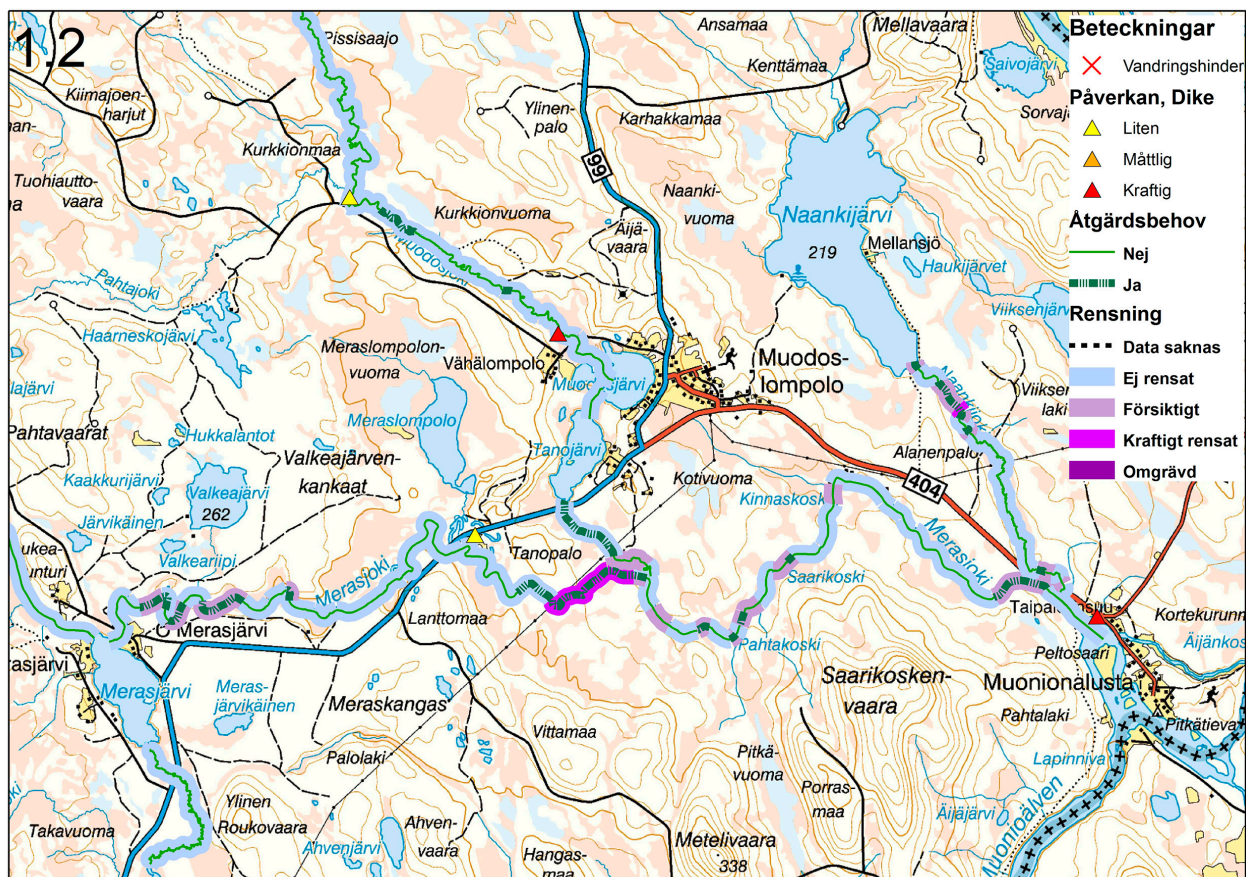 1.2
Pissisaajo
Ansamaa
Mellavaara
Kenttämaa
Saivojärvi
Kiimajoen-
harjut
Ylinen-
palo
Karhakkamaa
Kurkkionmaa
99
Tuohiautto-
vaara
Kurkkionvuoma
Naanki-
vuoma
Naankijärvi
219
Mellansjö
Haukijärvet
Äijä-
vaara
Muodosjoki
Pahtajoki
Haarneskojärvi
Viiksenjärvi
Meraslompolon-
vuoma
Vähälompolo
Muodosjärvi
Muodos-
lompolo
Meraslompolo
Pahtavaarat
Hukkalantot
Tanojärvi
Valkeajärven-
kankaat
Kaakkurijärvi
Valkeajärvi
262
Alanenpalo
Kotivuoma
404
Kinnaskoski
Järvikäinen
Valkeariipi
Tanopalo
Merasjoki
Merasjoki
Saarikoski
Lanttomaa
Pahtakoski
Ö Merasjärvi
Merasjärvi
Meras-
järvikäinen
Meraskangas
Vittamaa
Palolaki
Saarikosken-
vaara
Kortekurunn
Äijänkos
Peltosaari
Muonionalusta
Pahtalaki
Pitkätieva
Lapinniva
Pitkä-
vuoma
Porras-
maa
Äijäjärvi
Muonioälven
Takavuoma
Ylinen
Roukovaara
Ahven-
vaara
Ahvenjärvi
Hangas-
maa
Metelivaara
338
Beteckningar
Vandringshinder
Påverkan, Dike
Liten
Måttlig
Kraftig
Åtgärdsbehov
Nej
Ja
Rensning
Data saknas
Ej rensat
Försiktigt
Kraftigt rensat
Omgrävd